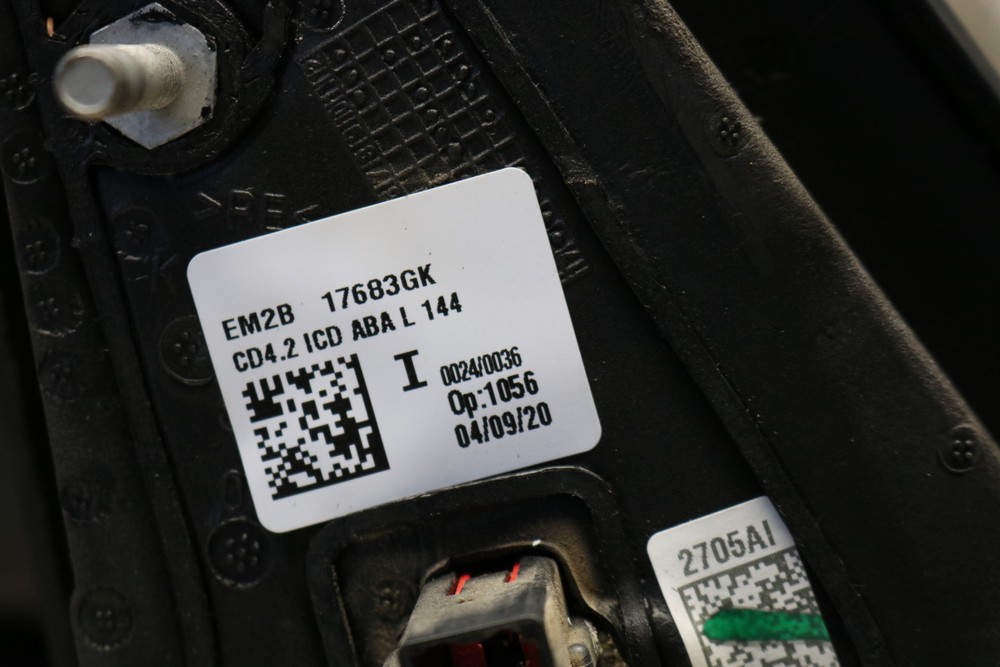 >PE<
EM2B 17683GK
CD4.2 ICD ABA L 144
I 0024/0036
Op:1056
04/09/20
2705AI